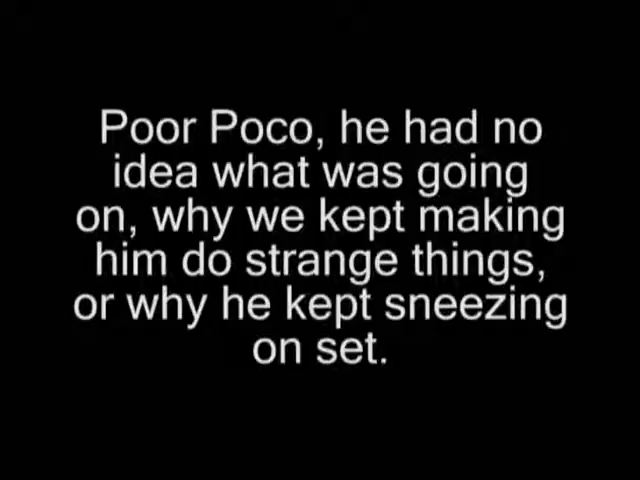 Poor Poco, he had no
idea what was going
on, why we kept making
him do strange things,
or why he kept sneezing
on set.